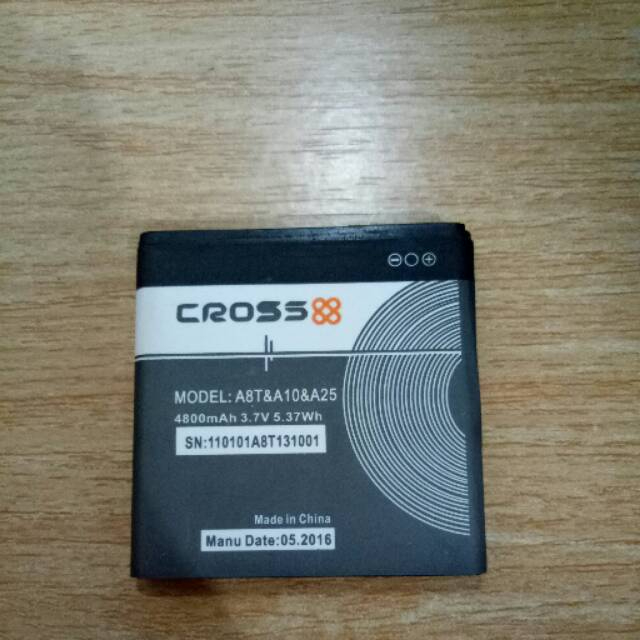 CROSS
MODEL: A8T&A10&A25
4800mAh 3.7V 5.37Wh
SN:110101A8T131001
Made in China
Manu Date:05.2016